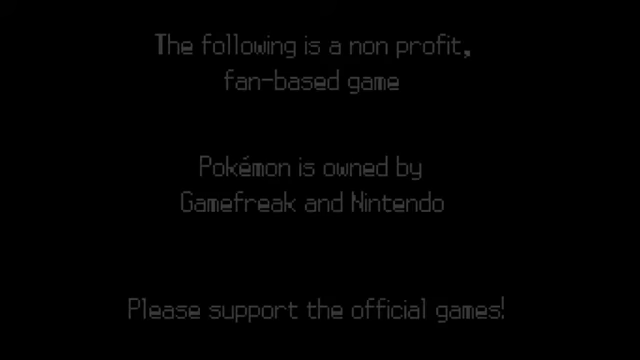 The following is a non profit,
fan-based game
Pokémon is owned by
Gamefreak and Nintendo
Please support the official games!